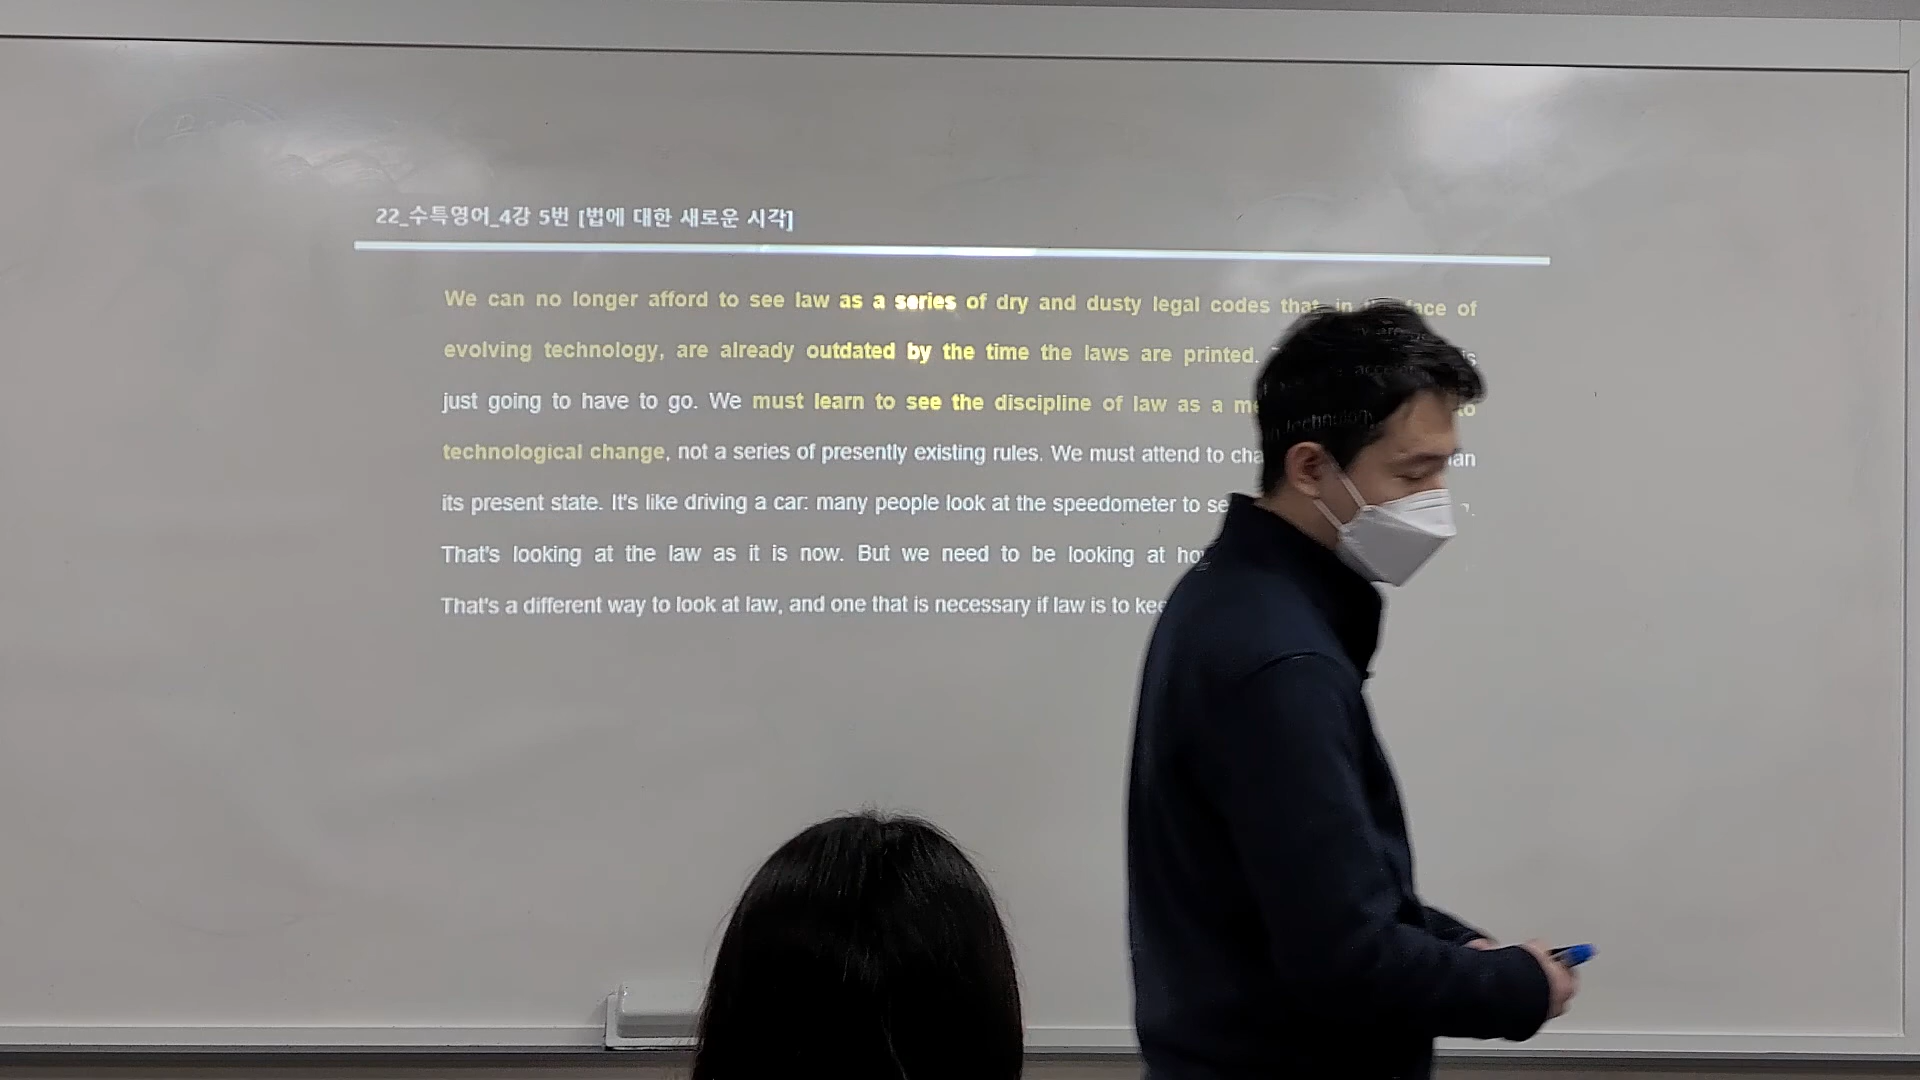 22_수특영어_4강 5번 [법에 대한 새로운 시각]
We can no longer afford to see law as a series of dry and dusty legal codes that, in face of
evolving technology, are already outdated by the time the laws are printed.
just going to have to go. We must learn to see the discipline of law as a to
technological change, not a series of presently existing rules. We must attend to
its present state. It's like driving a car: many people look at the speedometer to
That's looking at the law as it is now. But we need to be looking at
That's a different way to look at law, and one that is necessary if law is to